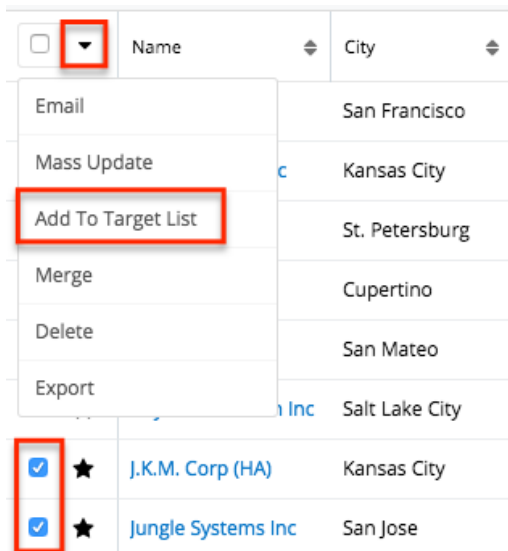 Name City
Email
San Francisco
Mass Update
c Kansas City
Add To Target List
St. Petersburg
Merge
Cupertino
Delete
San Mateo
Export
n Inc Salt Lake City
J.K.M. Corp (HA) Kansas City
Jungle Systems Inc San Jose